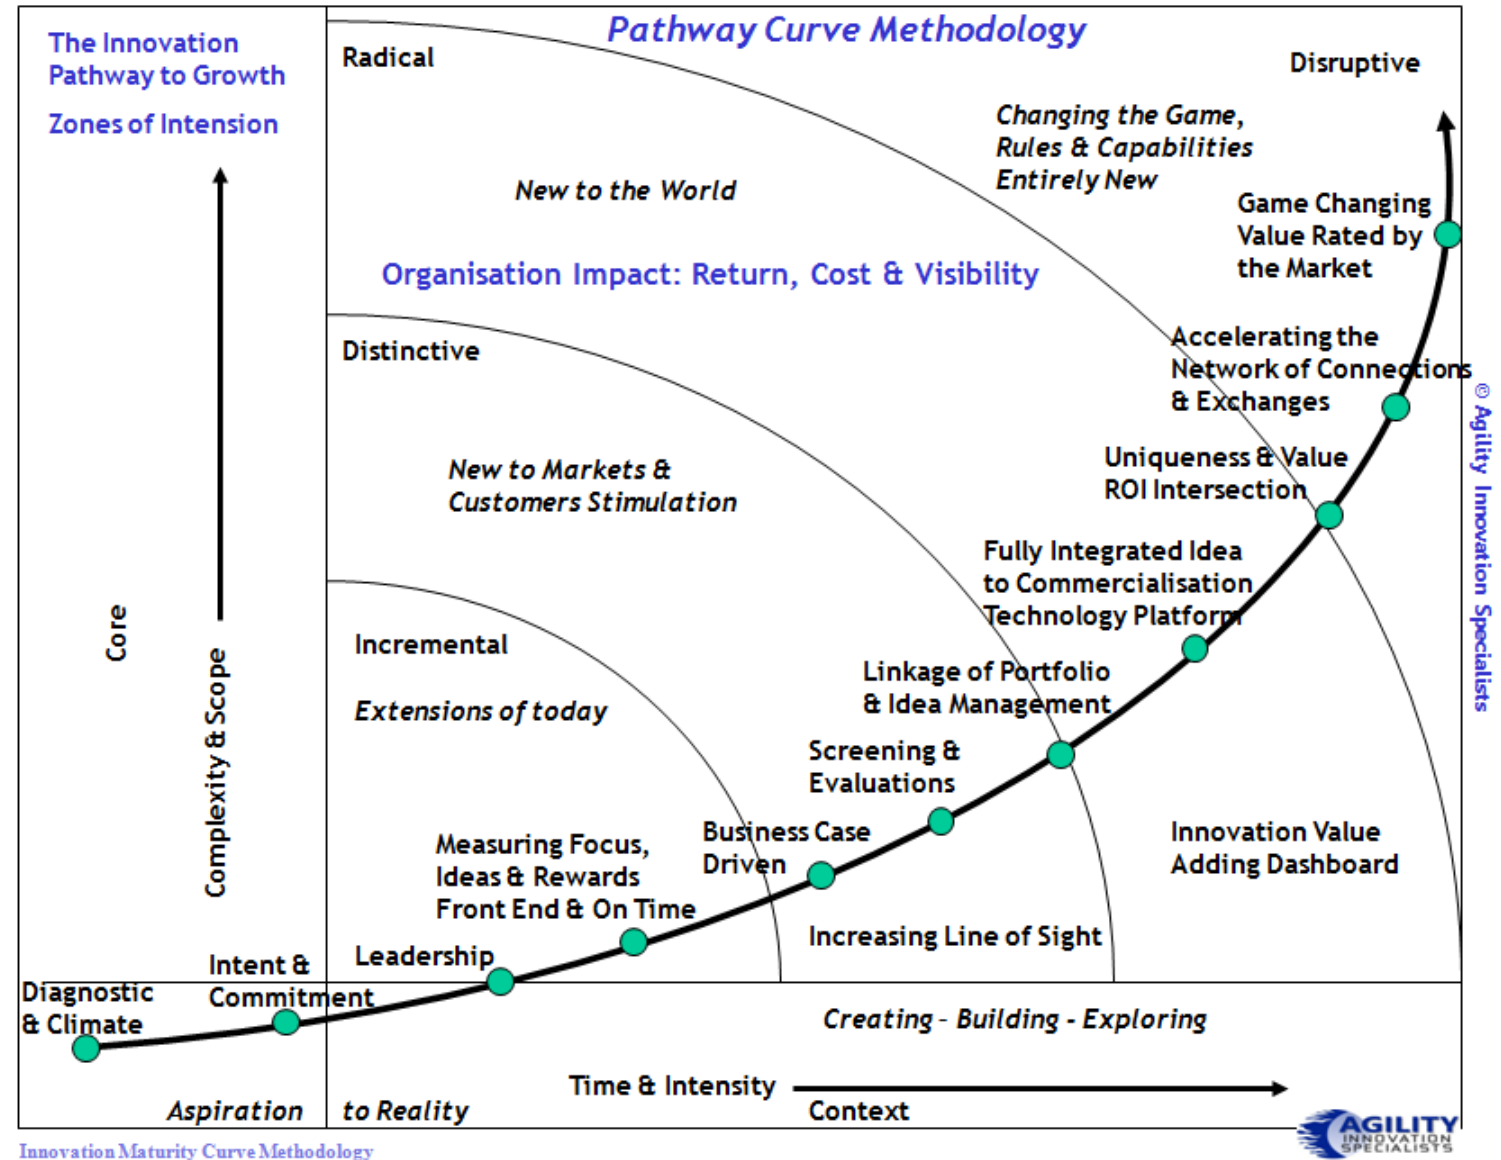 Pathway Curve Methodology
The Innovation
Pathway to Growth
Zones of Intension
Radical
Disruptive
Changing the Game,
Rules & Capabilities
Entirely New
New to the World
Game Changing
Value Rated by
the Market
Organisation Impact: Return, Cost & Visibility
Distinctive
Accelerating the
Network of Connections
& Exchanges
New to Markets &
Customers Stimulation
Uniqueness & Value
ROI Intersection
Fully Integrated Idea
to Commercialisation
Technology Platform
Core
Complexity & Scope
Incremental
Extensions of today
Linkage of Portfolio
& Idea Management
Screening &
Evaluations
Measuring Focus,
Ideas & Rewards
Front End & On Time
Business Case
Driven
Innovation Value
Adding Dashboard
Increasing Line of Sight
Leadership
Intent &
Commitment
Diagnostic
& Climate
Creating – Building - Exploring
Time & Intensity
Context
Aspiration to Reality
© Agility Innovation Specialists
AGILITY
INNOVATION
SPECIALISTS
Innovation Maturity Curve Methodology